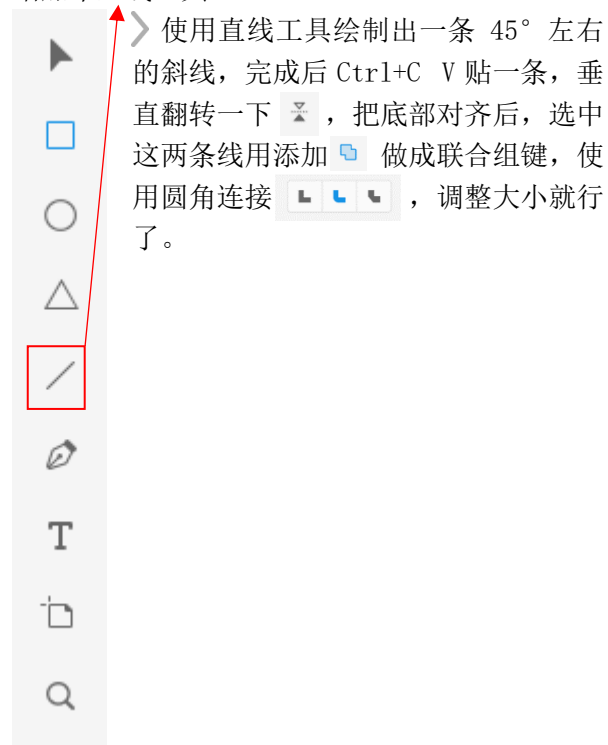 使用直线工具绘制出一条 45°左右
的斜线，完成后 Ctrl+C V 贴一条，垂
直翻转一下 ，把底部对齐后，选中
这两条线用添加 做成联合组键，使
用圆角连接 ，调整大小就行
了。
T